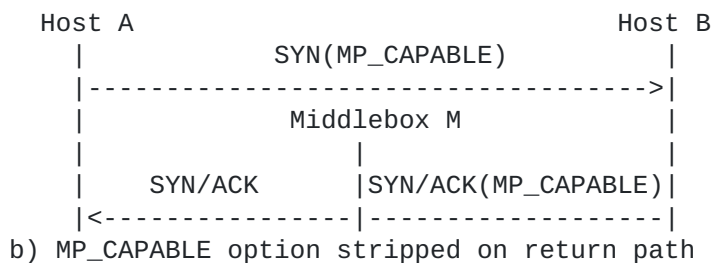 Host A Host B
SYN(MP_CAPABLE)
Middlebox M
SYN/ACK SYN/ACK(MP_CAPABLE)
b) MP_CAPABLE option stripped on return path